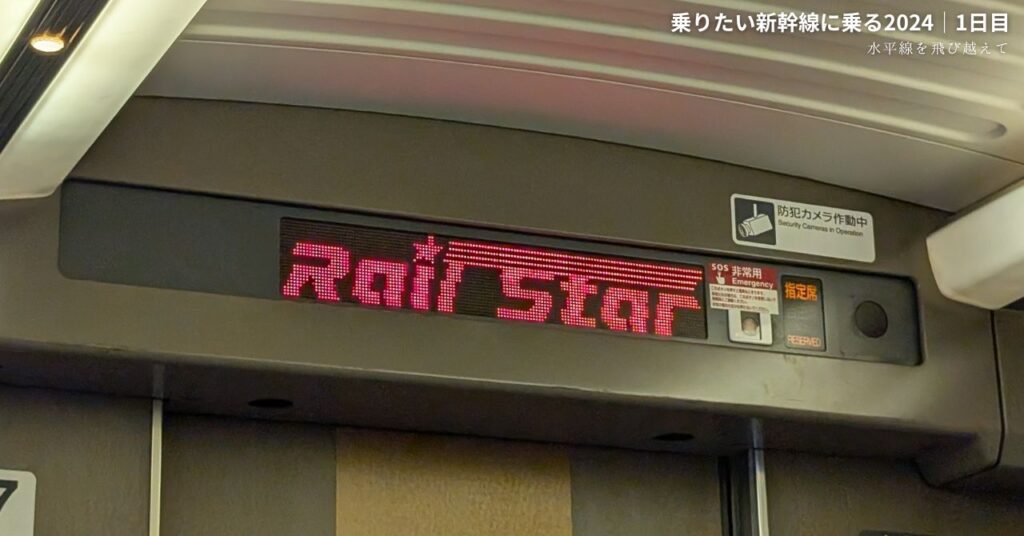 乗りたい新幹線に乗る2024｜1日目
水平線を飛び越えて
防犯カメラ作動中
Security Cameras in Operation
Rail Star
SOS 非常用
Emergency
指定席
RESERVED
7